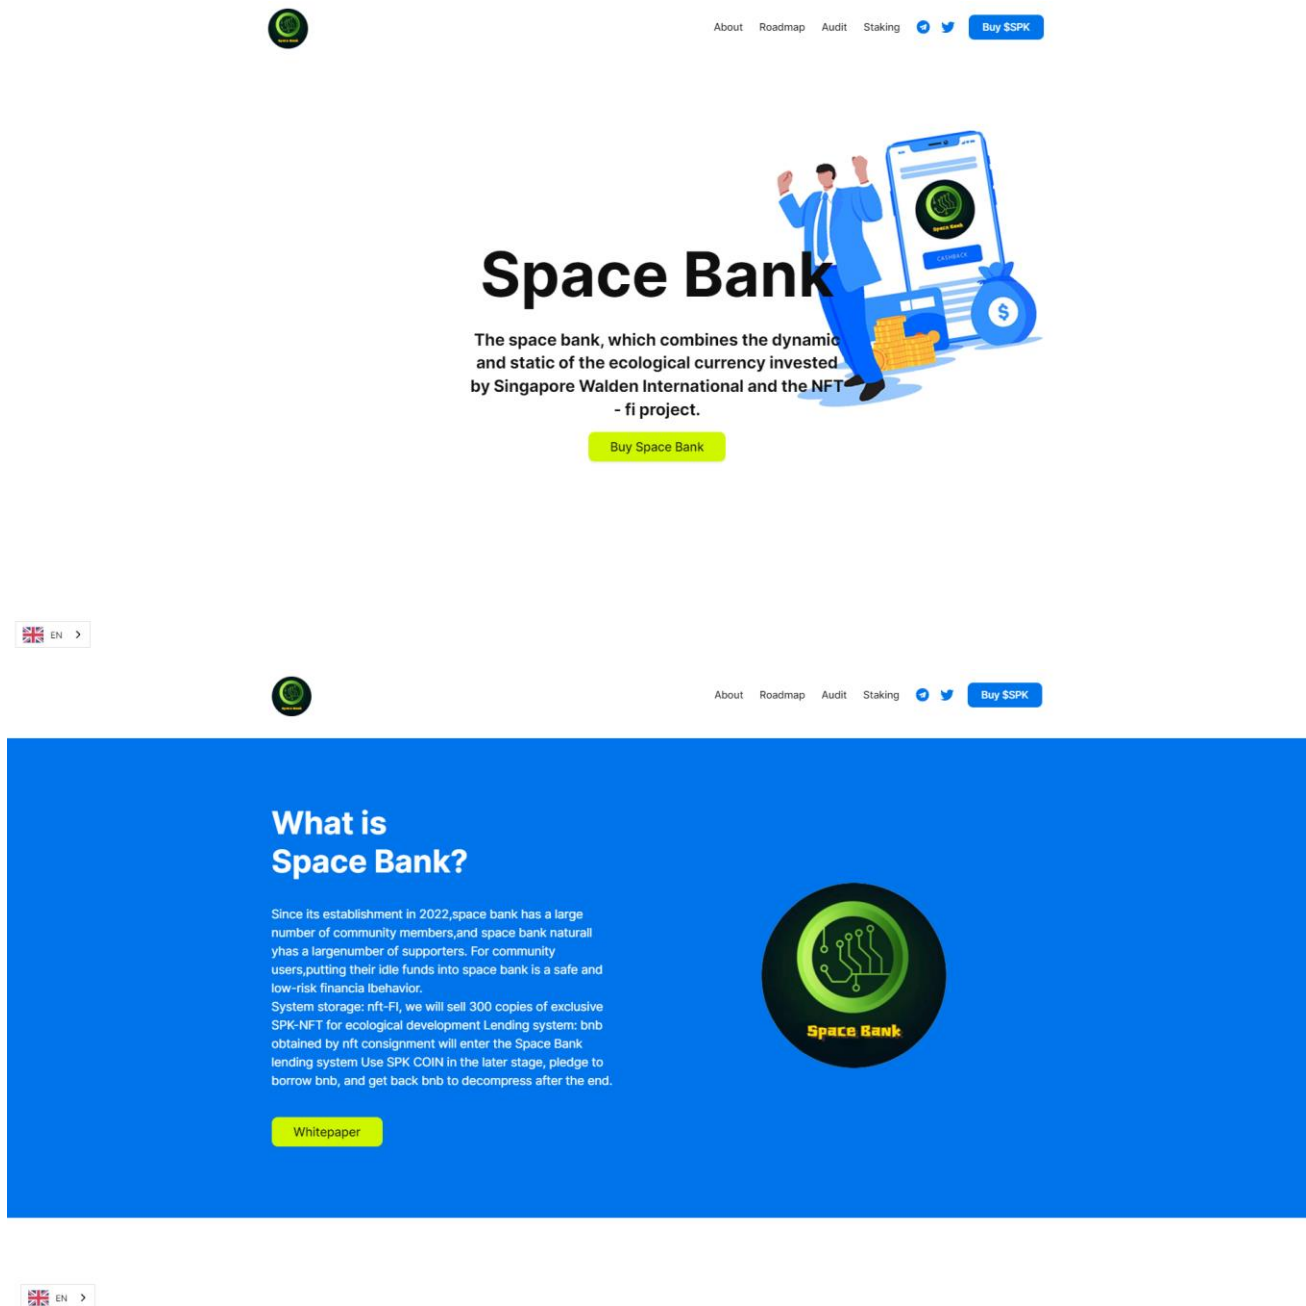 About Roadmap Audit Staking Buy $SPK
Space Bank
Space Bank
CASHBACK
$
Space Bank
The space bank, which combines the dynamic
and static of the ecological currency invested
by Singapore Walden International and the NFT
- fi project.
Buy Space Bank
EN
Space Bank
About Roadmap Audit Staking Buy $SPK
What is
Space Bank?
Since its establishment in 2022,space bank has a large
number of community members,and space bank naturall
yhas a largenumber of supporters. For community
users,putting their idle funds into space bank is a safe and
low-risk financia lbehavior.
System storage: nft-FI, we will sell 300 copies of exclusive
SPK-NFT for ecological development Lending system: bnb
obtained by nft consignment will enter the Space Bank
lending system Use SPK COIN in the later stage, pledge to
borrow bnb, and get back bnb to decompress after the end.
Space Bank
Whitepaper
EN